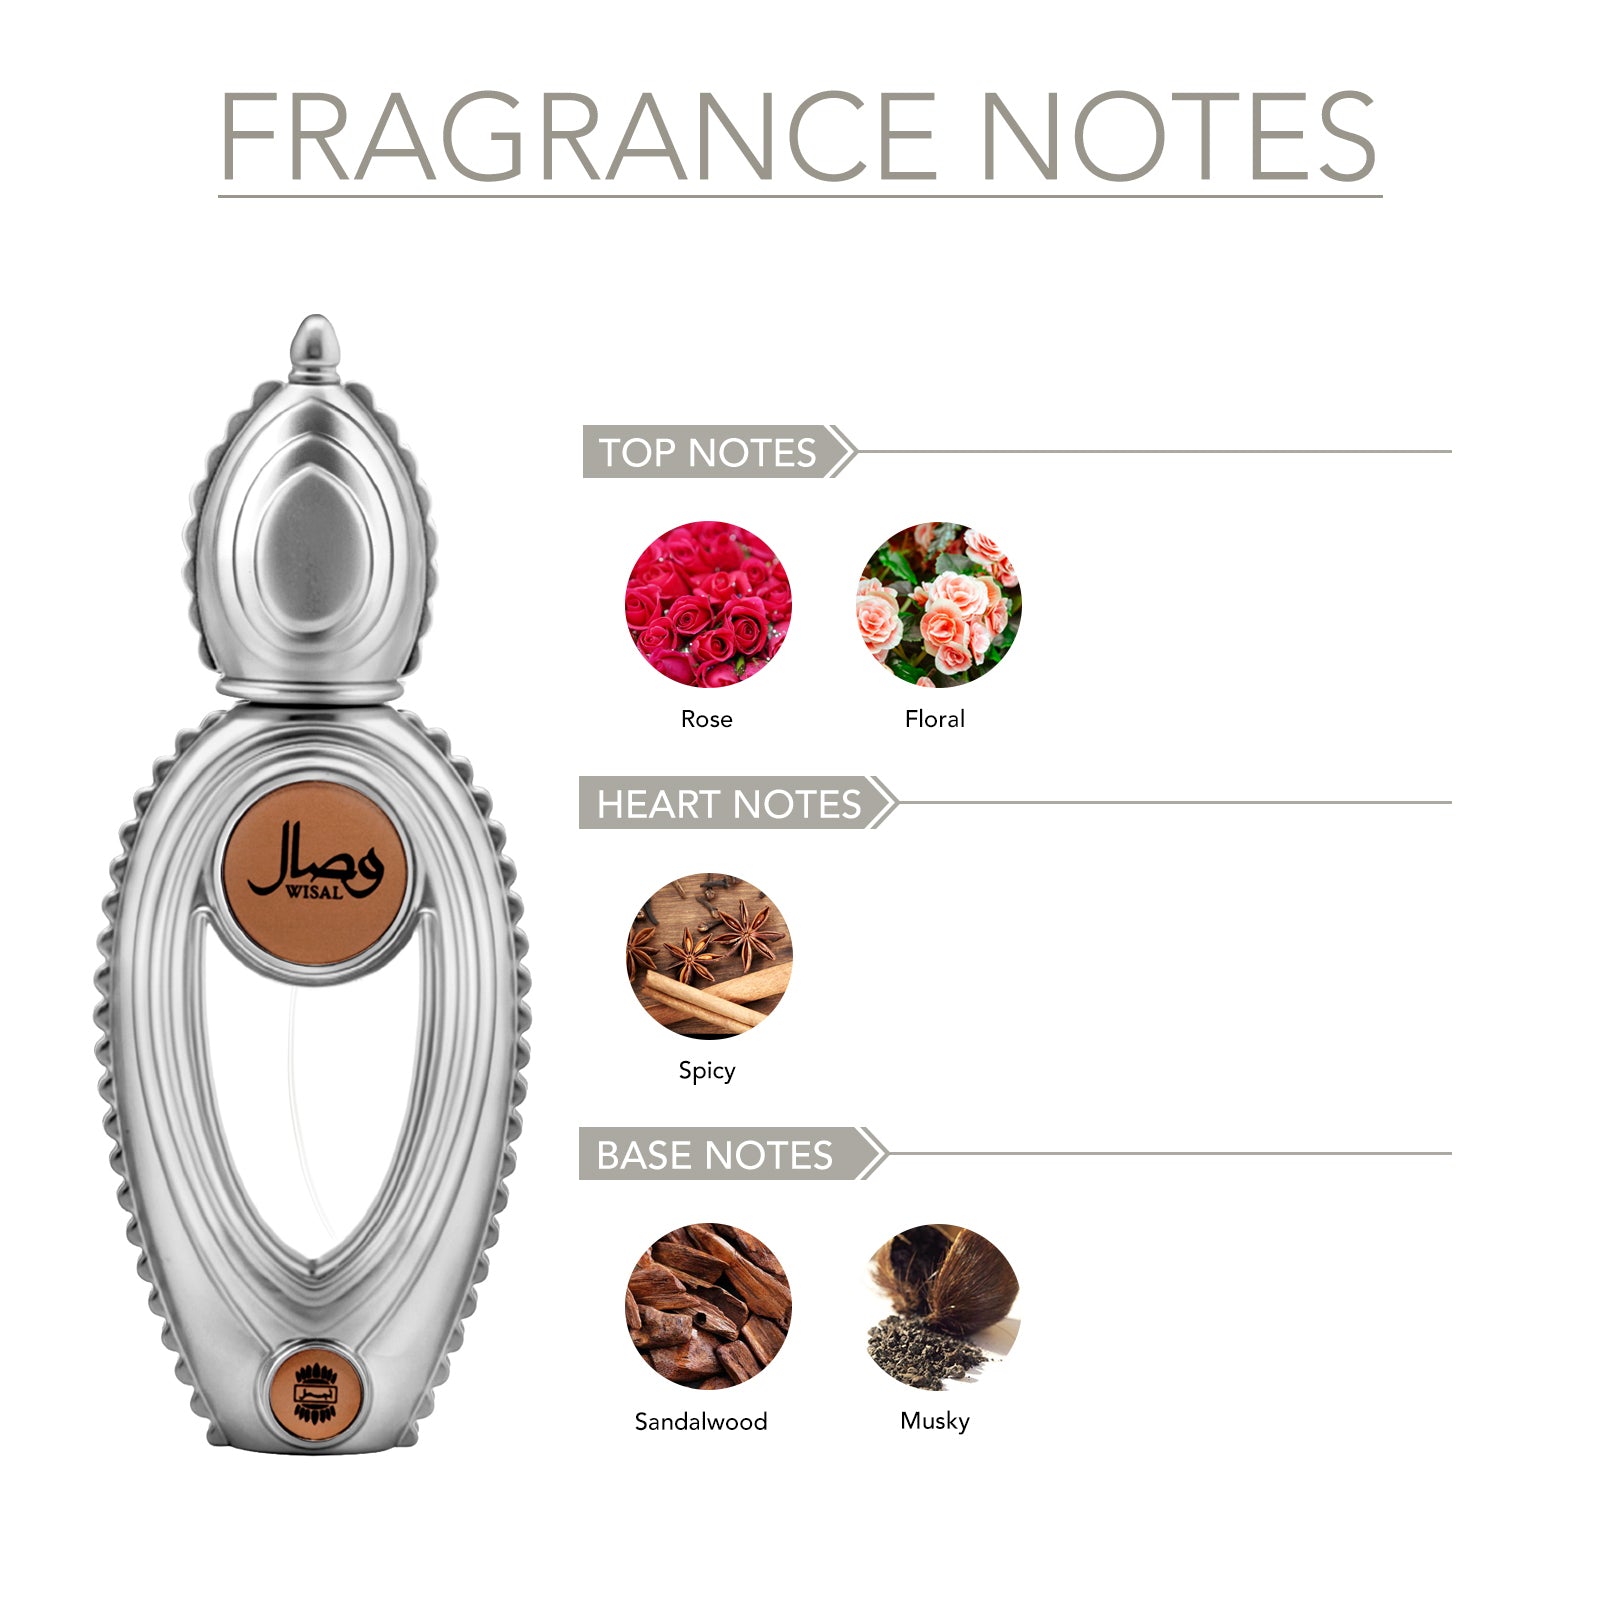 FRAGRANCE NOTES
TOP NOTES
Rose
Floral
HEART NOTES
وصال
WISAL
Spicy
BASE NOTES
Sandalwood
Musky